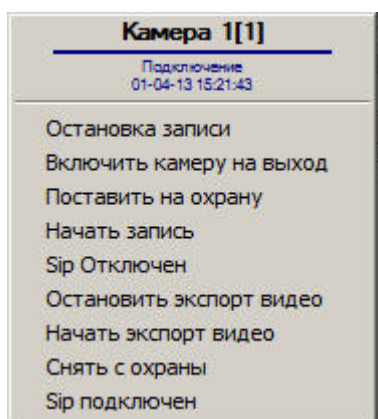 Камера 1[1]
Подключение
01-04-13 15:21:43
Остановка записи
Включить камеру на выход
Поставить на охрану
Начать запись
Sip Отключен
Остановить экспорт видео
Начать экспорт видео
Снять с охраны
Sip подключен